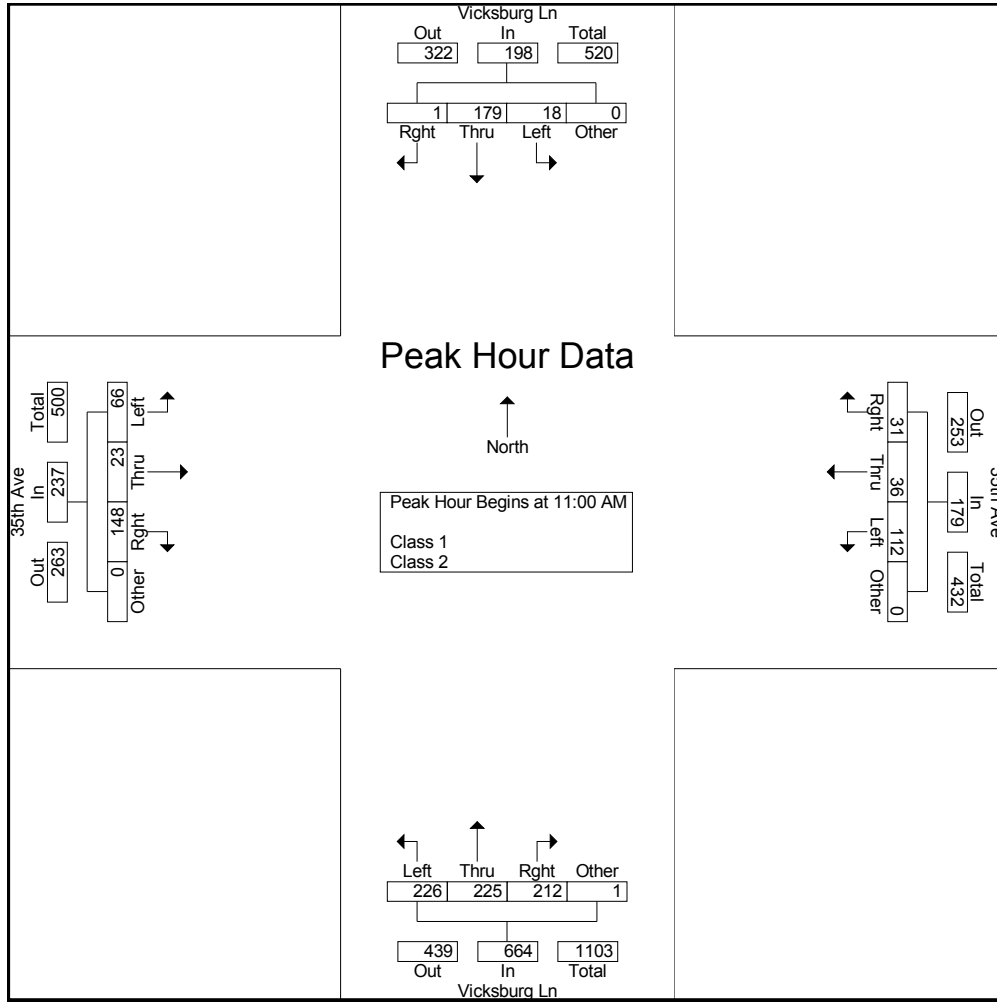 Vicksburg Ln
Out In Total
322 198 520
1 179 18 0
Rght Thru Left Other
Peak Hour Data
North
Peak Hour Begins at 11:00 AM
Class 1
Class 2
35th Ave
Total In Out
500 237 263
66 23 148 0
Left Thru Rght Other
35th Ave
Out In Total
253 179 432
31 36 112 0
Rght Thru Left Other
Left Thru Rght Other
226 225 212 1
439 664 1103
Out In Total
Vicksburg Ln